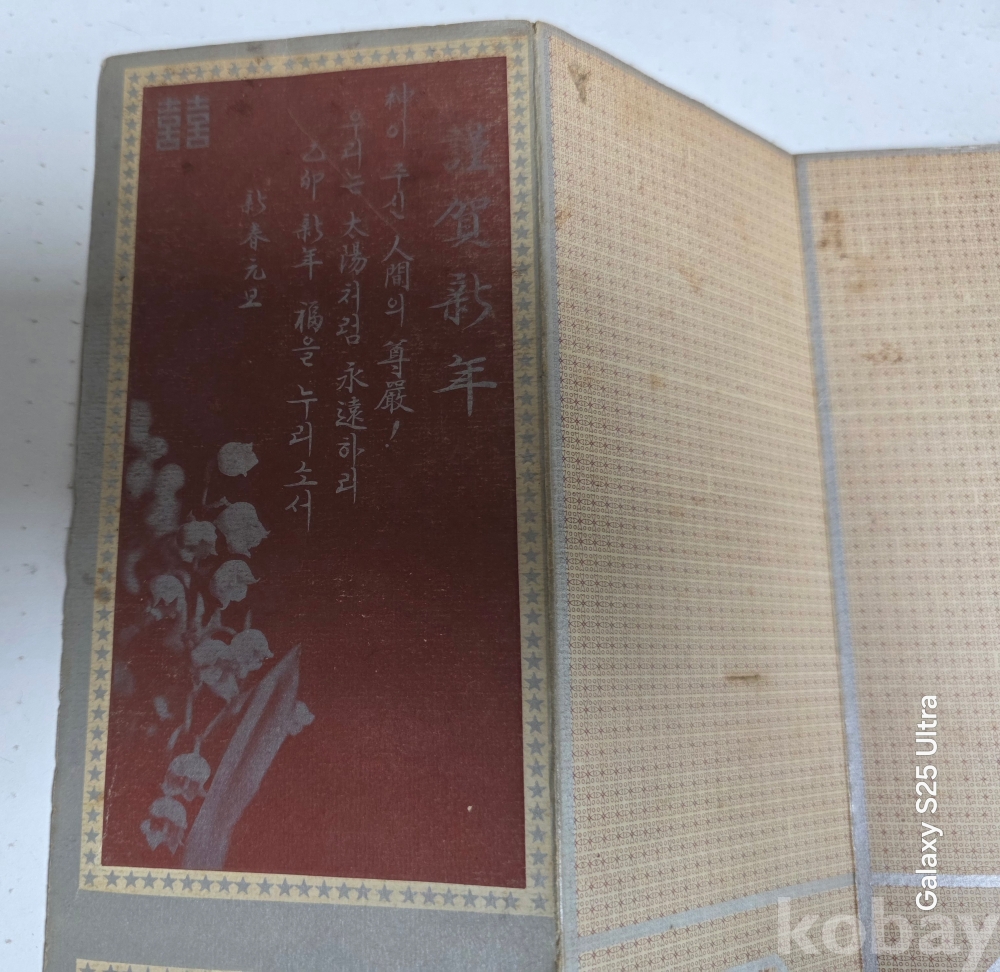 謹賀新年
神이 주신 人間의 尊嚴!
우리는 太陽처럼 永遠하리
乙卯 新年 福을 누리소서
新春元旦
囍
Galaxy S25 Ultra
kobay